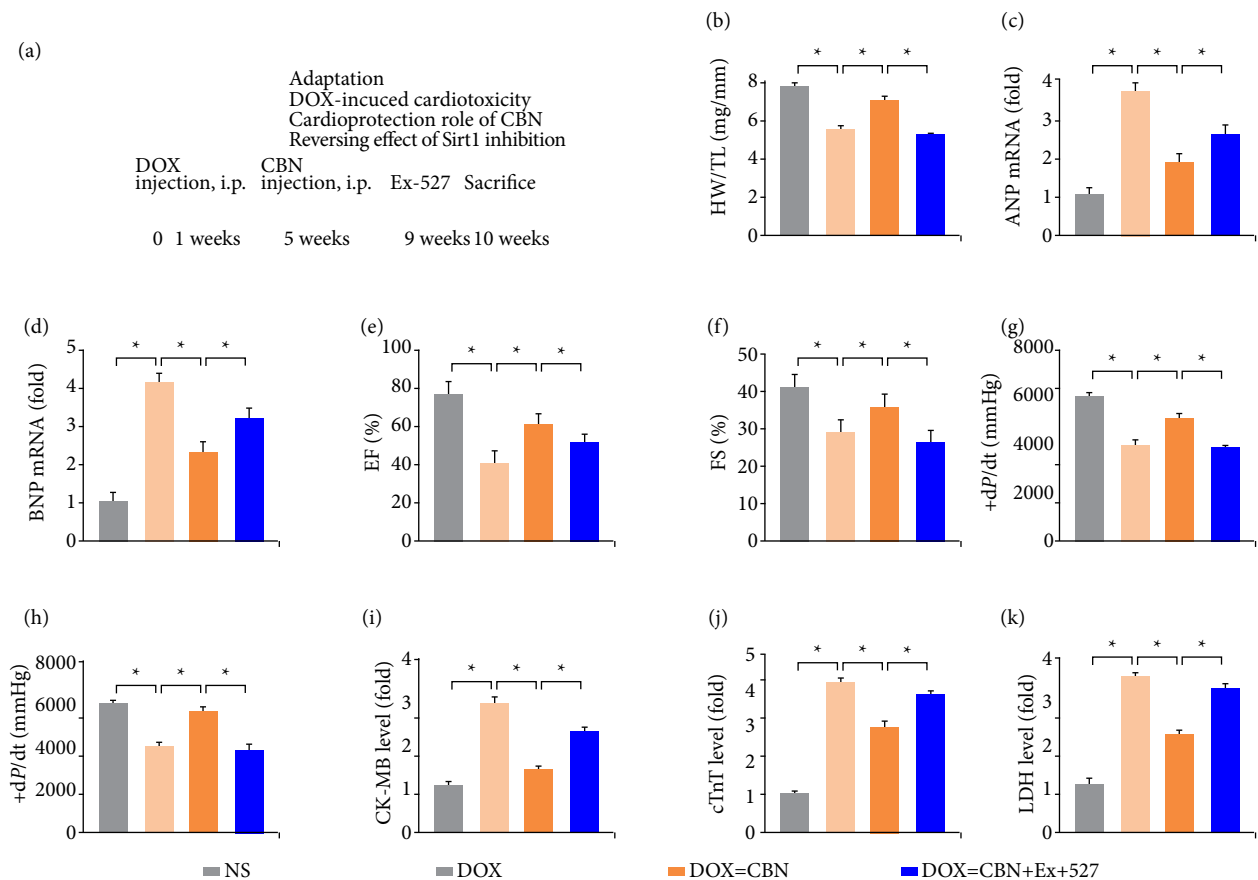 (a)
Adaptation
DOX-incuced cardiotoxicity
Cardioprotection role of CBN
Reversing effect of Sirt1 inhibition
DOX
injection, i.p.
CBN
injection, i.p.
Ex-527
Sacrifice
0 1 weeks 5 weeks 9 weeks 10 weeks
(b)
HW/TL (mg/mm)
8
6
4
2
0
* * *
(c)
ANP mRNA (fold)
4
3
2
1
0
* * *
(d)
BNP mRNA (fold)
5
4
3
2
1
0
* * *
(e)
EF (%)
100
80
60
40
20
0
* * *
(f)
FS (%)
50
40
30
20
10
0
* * *
(g)
+dP/dt (mmHg)
8000
6000
4000
2000
0
* * *
(h)
+dP/dt (mmHg)
8000
6000
4000
2000
0
* * *
(i)
CK-MB level (fold)
4
3
2
1
0
* * *
(j)
cTnT level (fold)
5
4
3
2
1
0
* * *
(k)
LDH level (fold)
4
3
2
1
0
* * *
NS
DOX
DOX=CBN
DOX=CBN+Ex+527